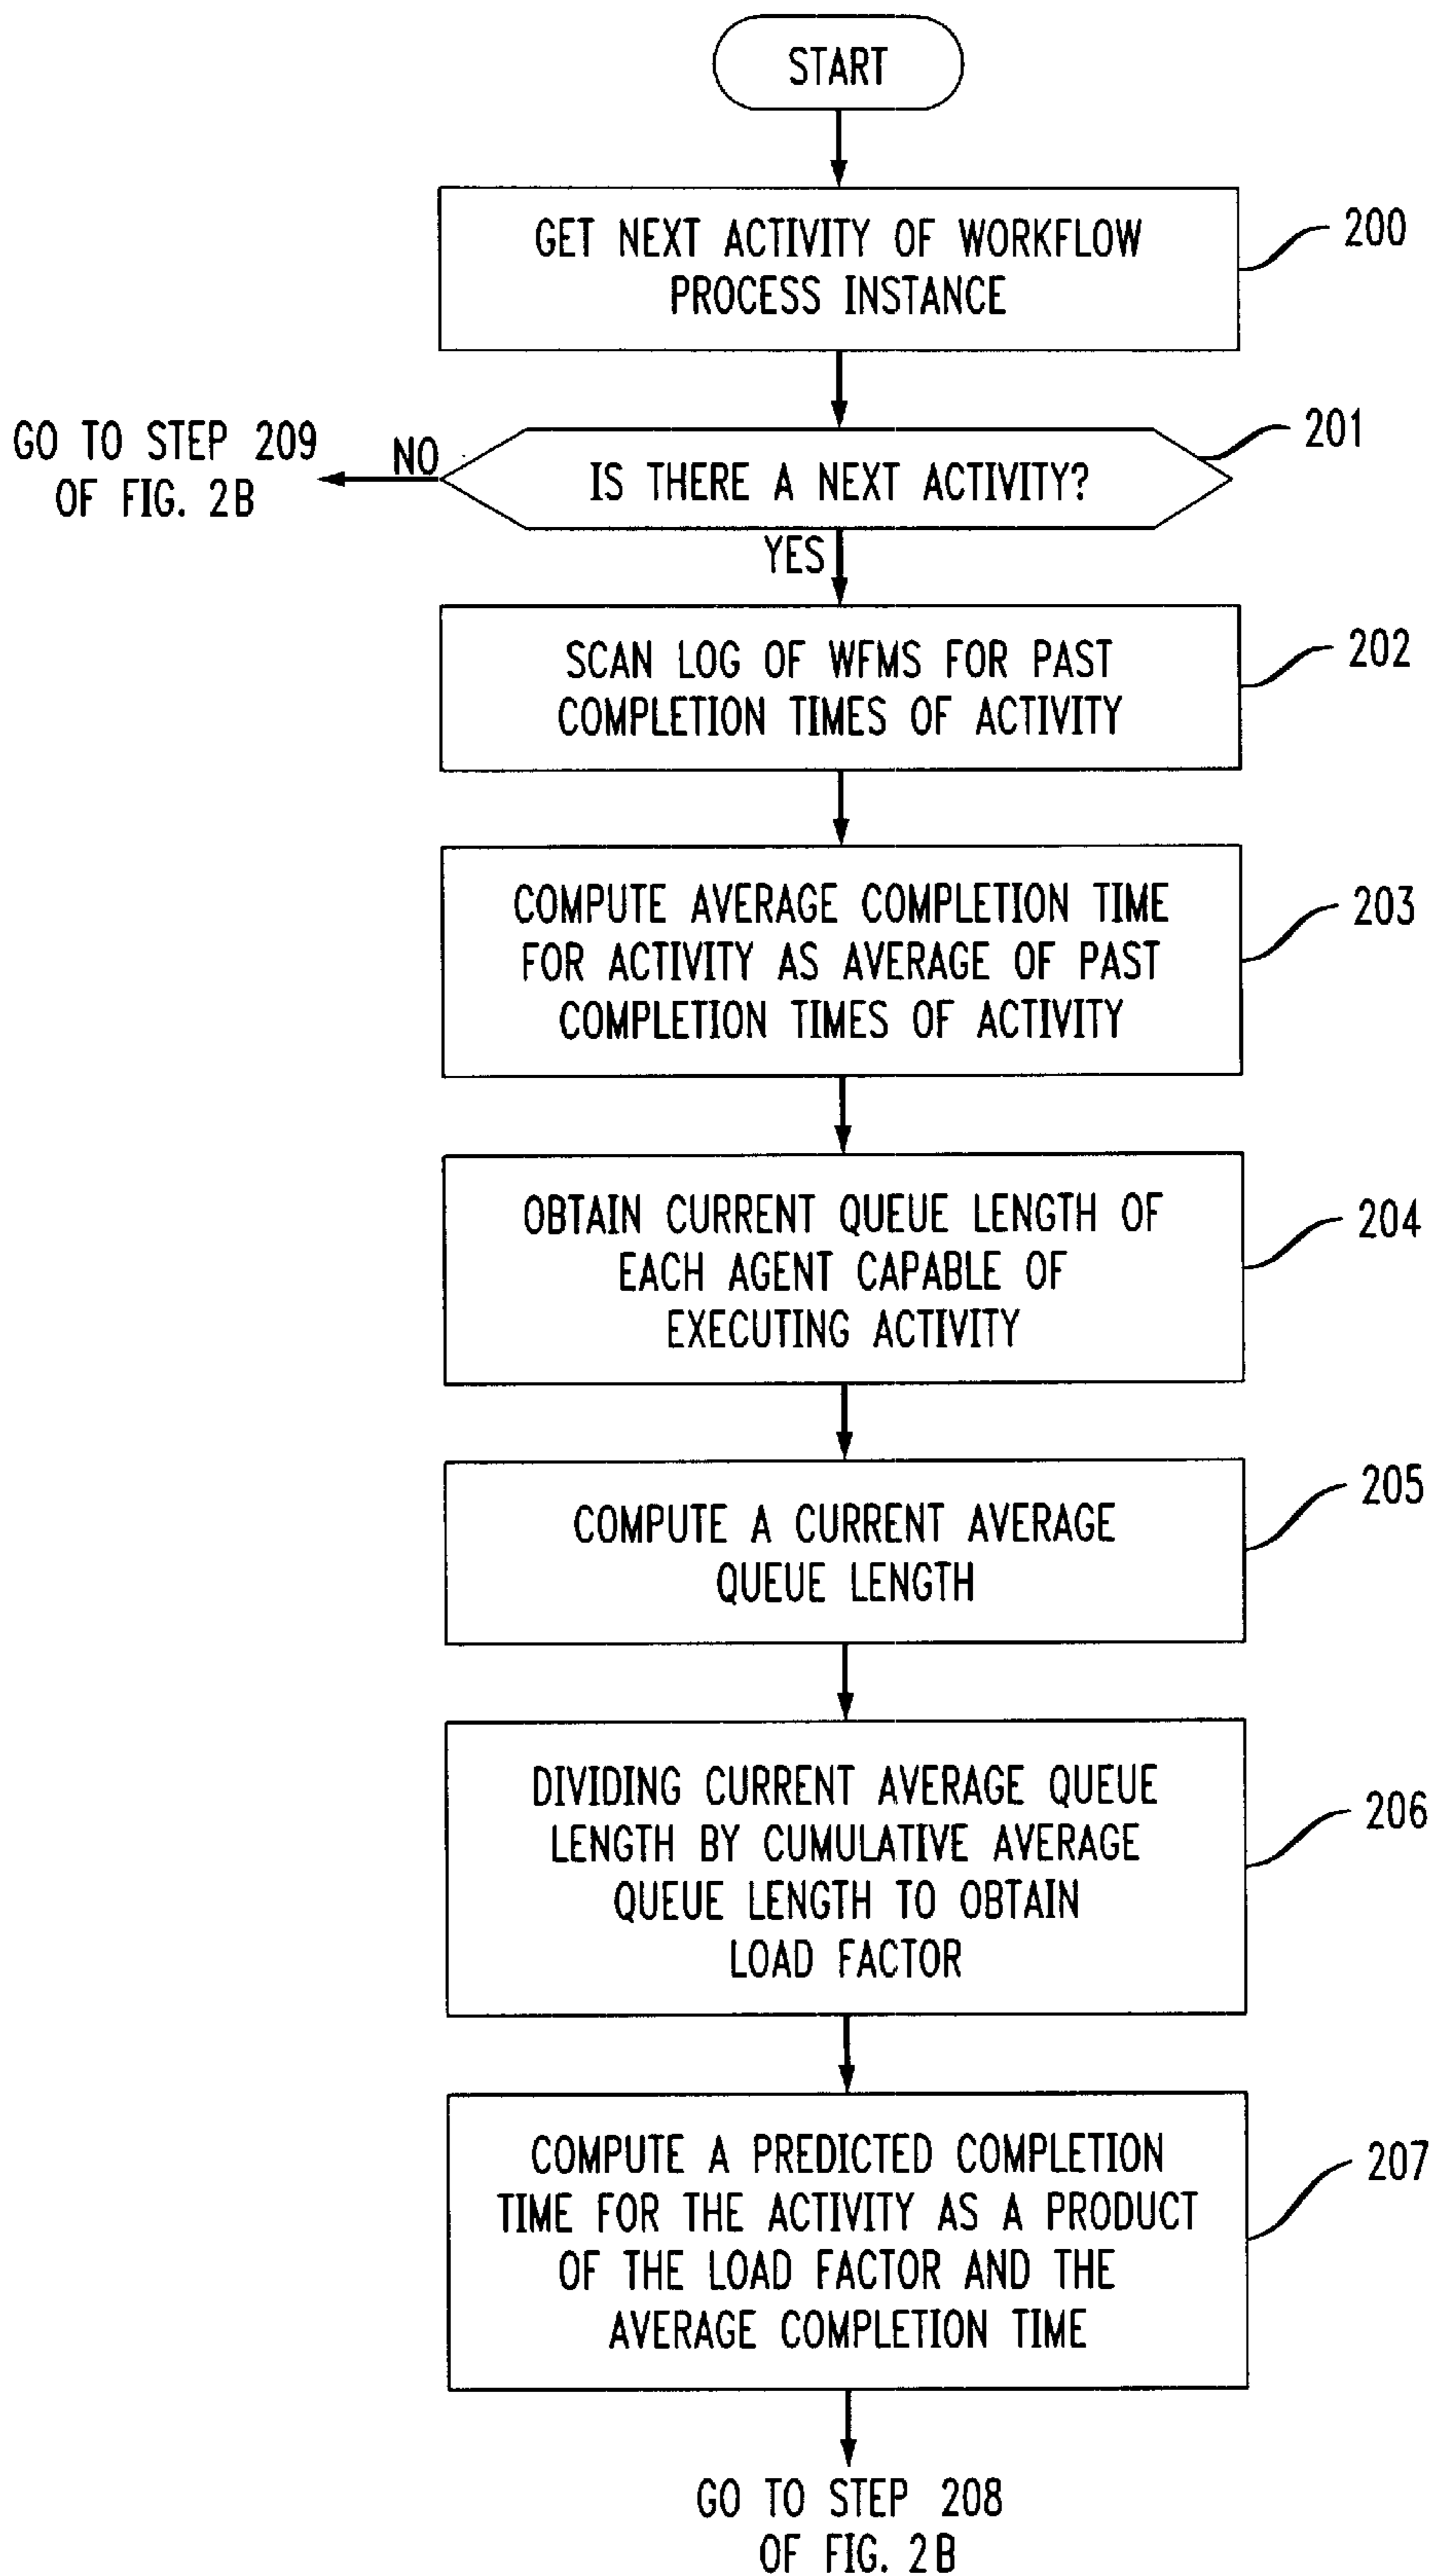 START
GET NEXT ACTIVITY OF WORKFLOW
PROCESS INSTANCE
200
IS THERE A NEXT ACTIVITY?
201
NO
GO TO STEP 209
OF FIG. 2B
YES
SCAN LOG OF WFMS FOR PAST
COMPLETION TIMES OF ACTIVITY
202
COMPUTE AVERAGE COMPLETION TIME
FOR ACTIVITY AS AVERAGE OF PAST
COMPLETION TIMES OF ACTIVITY
203
OBTAIN CURRENT QUEUE LENGTH OF
EACH AGENT CAPABLE OF
EXECUTING ACTIVITY
204
COMPUTE A CURRENT AVERAGE
QUEUE LENGTH
205
DIVIDING CURRENT AVERAGE QUEUE
LENGTH BY CUMULATIVE AVERAGE
QUEUE LENGTH TO OBTAIN
LOAD FACTOR
206
COMPUTE A PREDICTED COMPLETION
TIME FOR THE ACTIVITY AS A PRODUCT
OF THE LOAD FACTOR AND THE
AVERAGE COMPLETION TIME
207
GO TO STEP 208
OF FIG. 2B